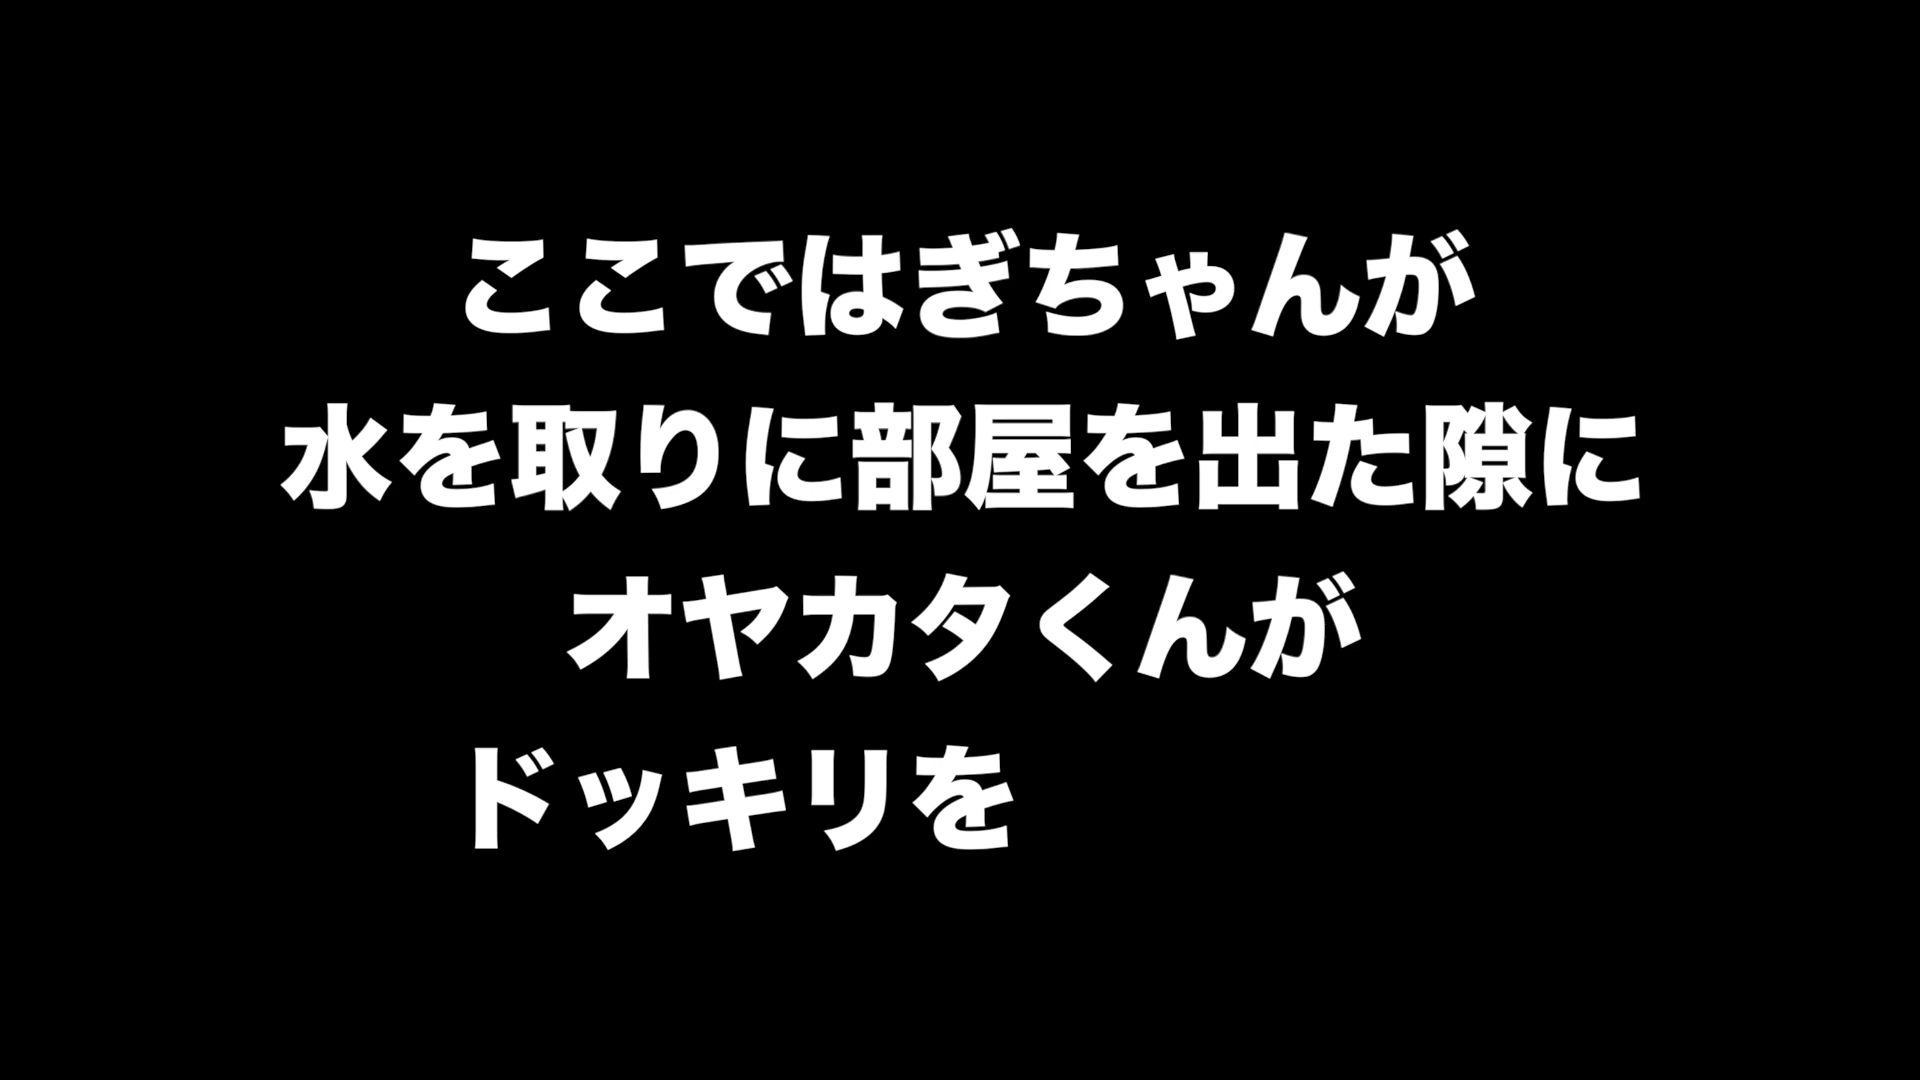 ここではぎちゃんが
水を取りに部屋を出た隙に
オヤカタくんが
ドッキリを